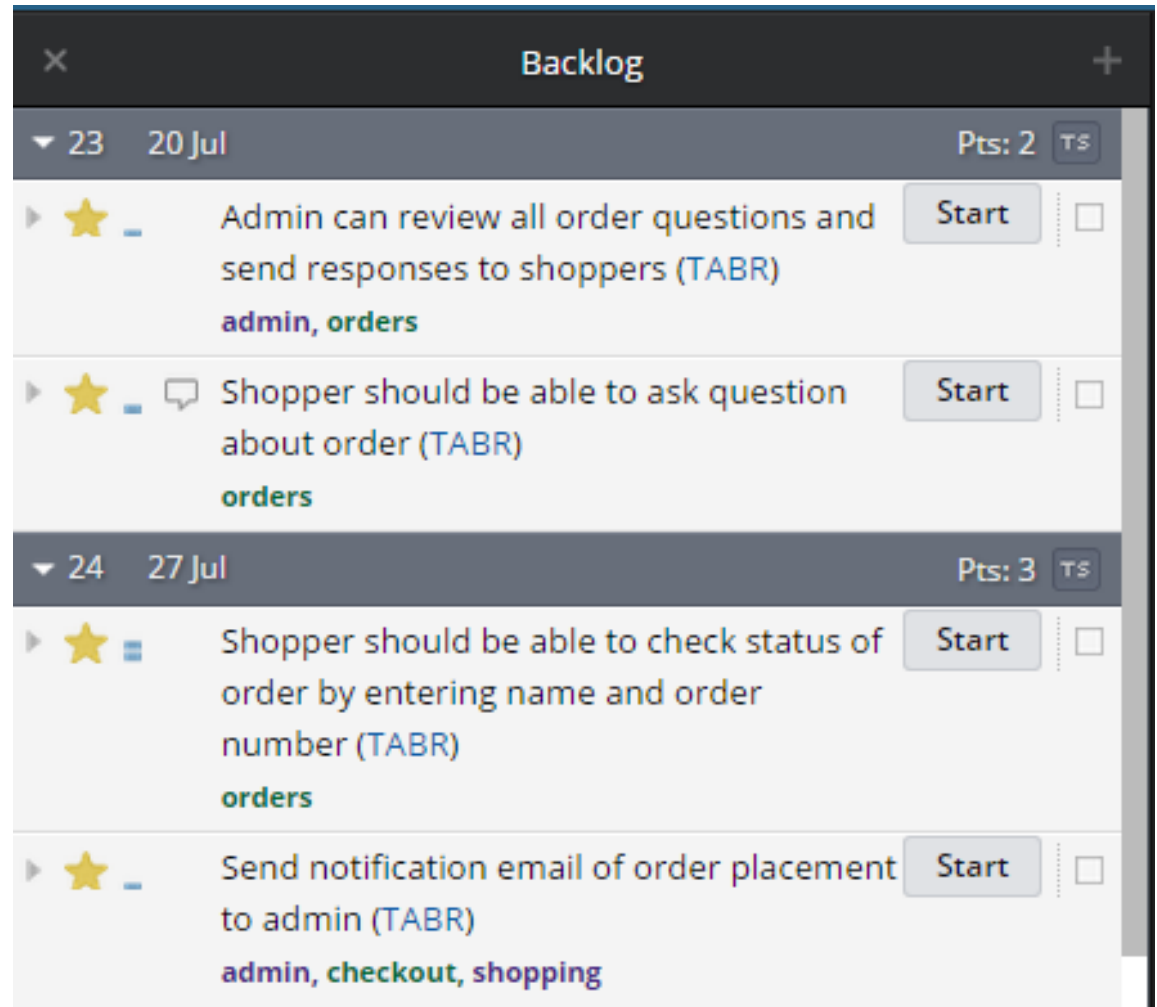 Backlog
23 20 Jul Pts: 2 TS
Admin can review all order questions and Start
send responses to shoppers (TABR)
admin, orders
Shopper should be able to ask question Start
about order (TABR)
orders
24 27 Jul Pts: 3 TS
Shopper should be able to check status of Start
order by entering name and order
number (TABR)
orders
Send notification email of order placement Start
to admin (TABR)
admin, checkout, shopping